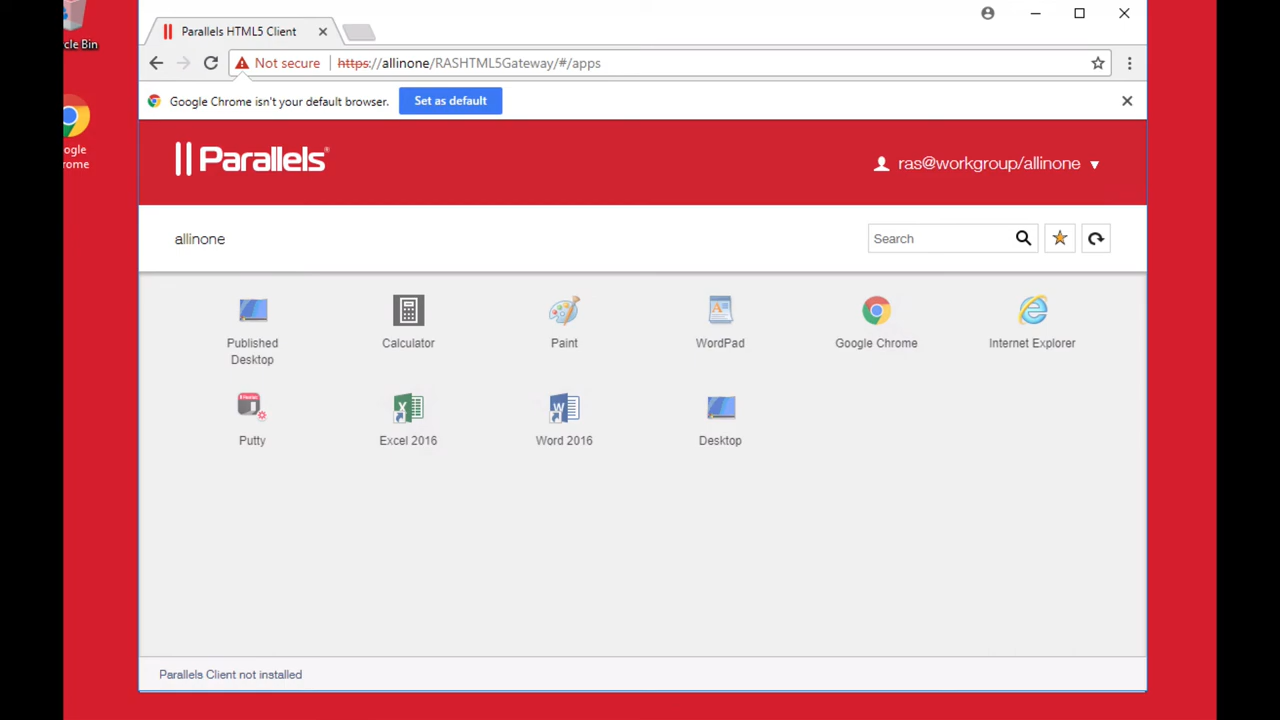 cle Bin
Parallels HTML5 Client
Not secure
https://allinone/RASHTML5Gateway/#/apps
Google Chrome isn't your default browser.
Set as default
ogle
rome
Parallels®
ras@workgroup/allinone
allinone
Search
Published
Desktop
Calculator
Paint
WordPad
Google Chrome
Internet Explorer
Putty
Excel 2016
Word 2016
Desktop
Parallels Client not installed